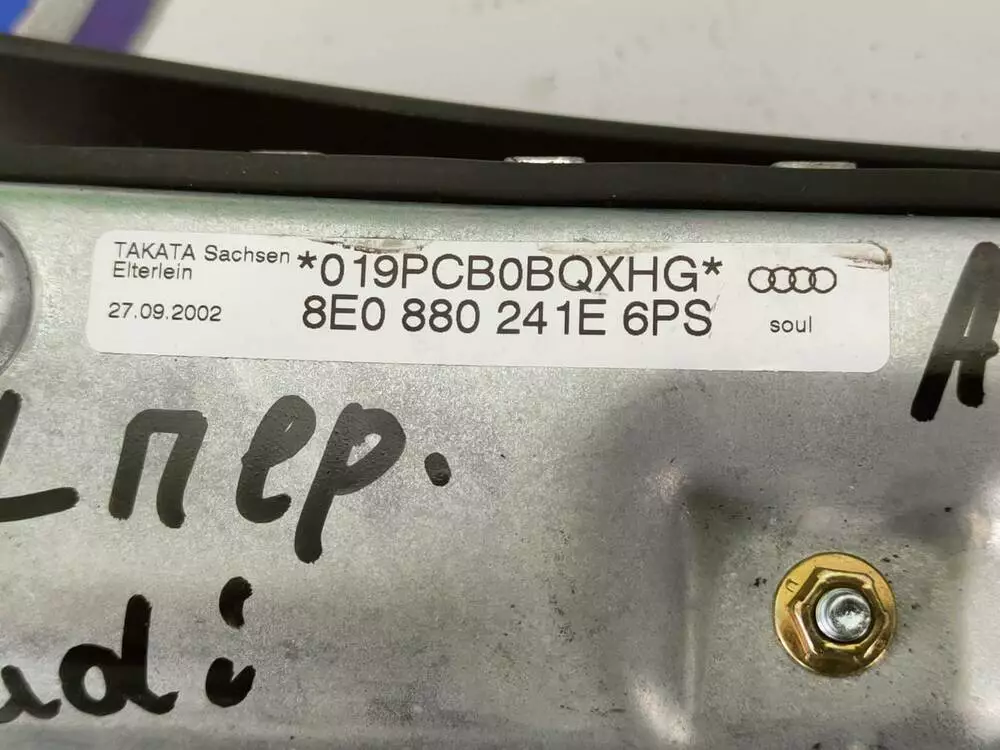 TAKATA Sachsen
Elterlein
27.09.2002
*019PCB0BQXHG*
8E0 880 241E 6PS
soul
L пер.
A